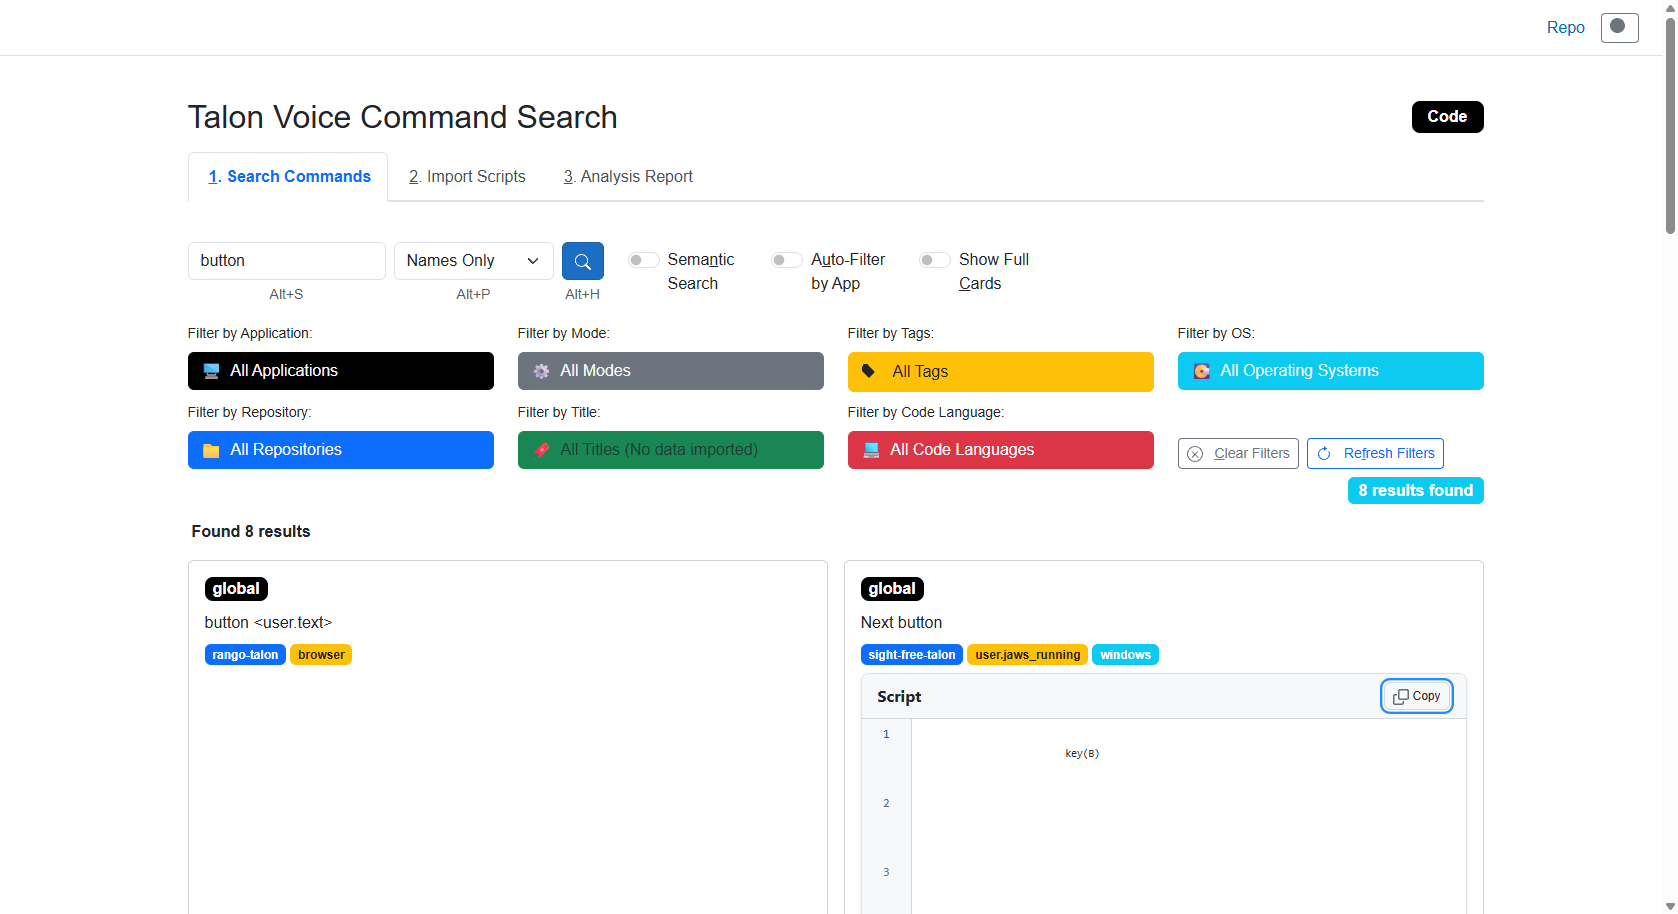 Repo
Talon Voice Command Search
Code
1. Search Commands
2. Import Scripts
3. Analysis Report
button
Names Only
Semantic
Search
Auto-Filter
by App
Show Full
Cards
Alt+S
Alt+P
Alt+H
Filter by Application:
Filter by Mode:
Filter by Tags:
Filter by OS:
All Applications
All Modes
All Tags
All Operating Systems
Filter by Repository:
Filter by Title:
Filter by Code Language:
All Repositories
All Titles (No data imported)
All Code Languages
Clear Filters
Refresh Filters
8 results found
Found 8 results
global
button <user.text>
rango-talon
browser
global
Next button
sight-free-talon
user.jaws_running
windows
Script
Copy
1
key(B)
2
3